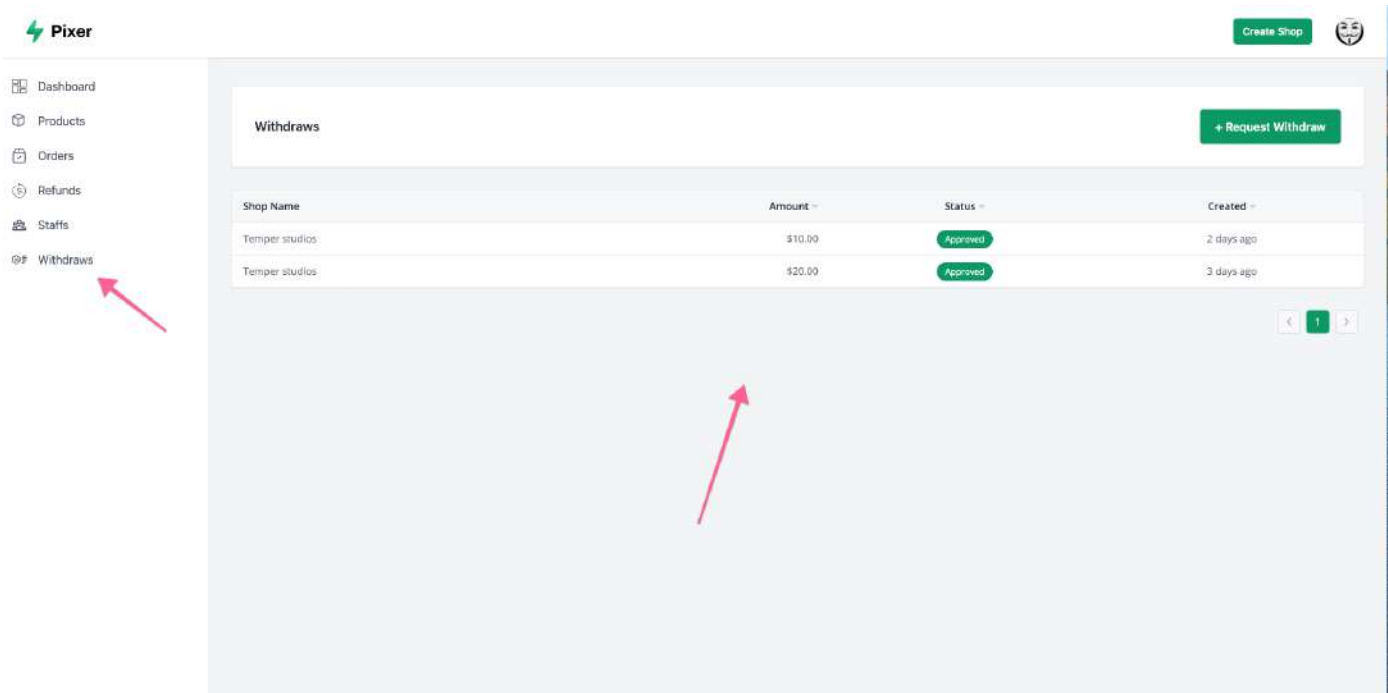 Pixer
Create Shop
Dashboard
Products
Orders
Refunds
Staffs
Withdraws
Withdraws
+ Request Withdraw
Shop Name Amount Status Created
Temper studios $10.00 Approved 2 days ago
Temper studios $20.00 Approved 3 days ago
< 1 >